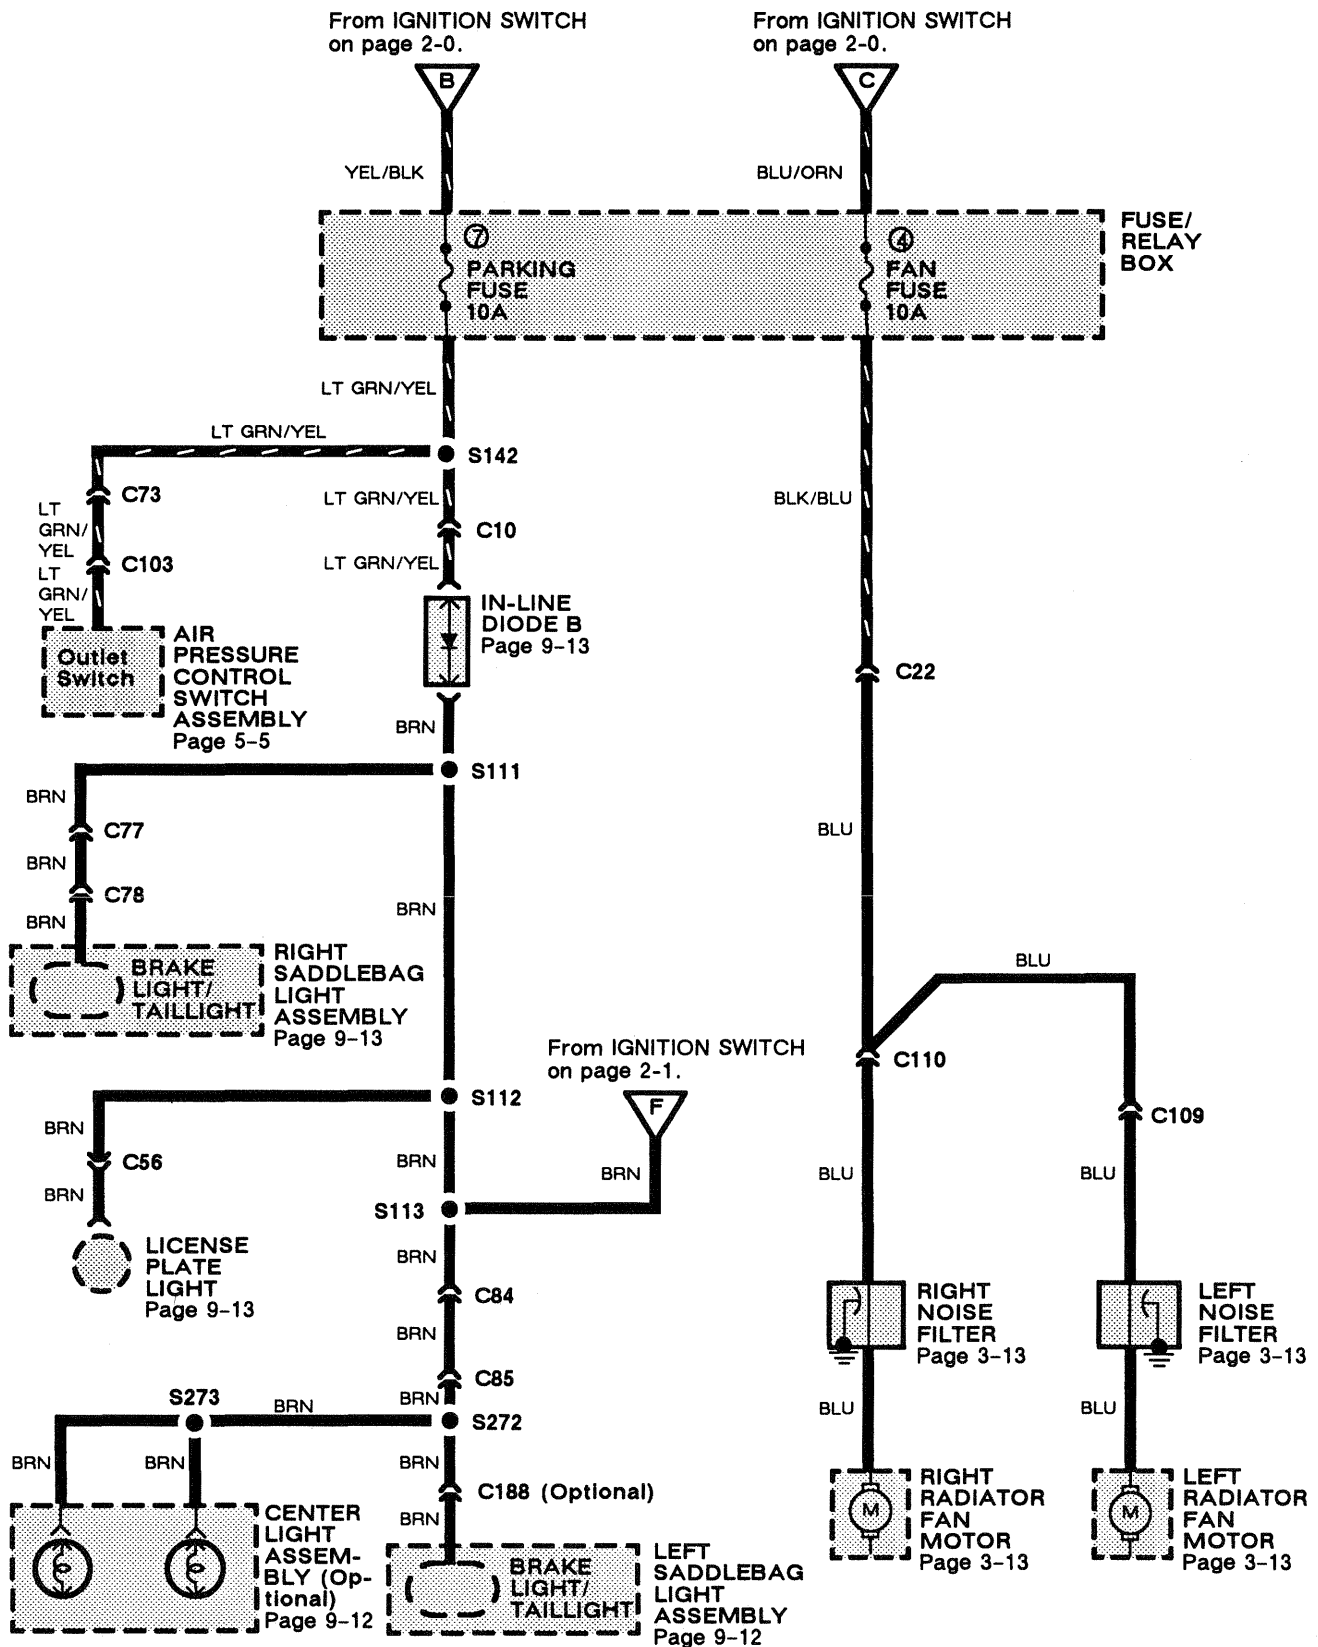 From IGNITION SWITCH
on page 2-0.
B
From IGNITION SWITCH
on page 2-0.
C
YEL/BLK
BLU/ORN
FUSE/
RELAY
BOX
7
PARKING
FUSE
10A
4
FAN
FUSE
10A
LT GRN/YEL
LT GRN/YEL
S142
C73
LT
GRN/
YEL
C103
LT
GRN/
YEL
LT GRN/YEL
C10
LT GRN/YEL
BLK/BLU
IN-LINE
DIODE B
Page 9-13
Outlet
Switch
AIR
PRESSURE
CONTROL
SWITCH
ASSEMBLY
Page 5-5
C22
BRN
S111
BRN
C77
BRN
C78
BRN
BRN
BLU
BRAKE
LIGHT/
TAILLIGHT
RIGHT
SADDLEBAG
LIGHT
ASSEMBLY
Page 9-13
BLU
From IGNITION SWITCH
on page 2-1.
F
C110
S112
C109
BRN
C56
BRN
BRN
BRN
BLU
BLU
S113
BRN
LICENSE
PLATE
LIGHT
Page 9-13
C84
BRN
RIGHT
NOISE
FILTER
Page 3-13
LEFT
NOISE
FILTER
Page 3-13
C85
BRN
S273
BRN
S272
BLU
BLU
BRN
BRN
BRN
C188 (Optional)
BRN
CENTER
LIGHT
ASSEM-
BLY (Op-
tional)
Page 9-12
BRAKE
LIGHT/
TAILLIGHT
LEFT
SADDLEBAG
LIGHT
ASSEMBLY
Page 9-12
M
RIGHT
RADIATOR
FAN
MOTOR
Page 3-13
M
LEFT
RADIATOR
FAN
MOTOR
Page 3-13